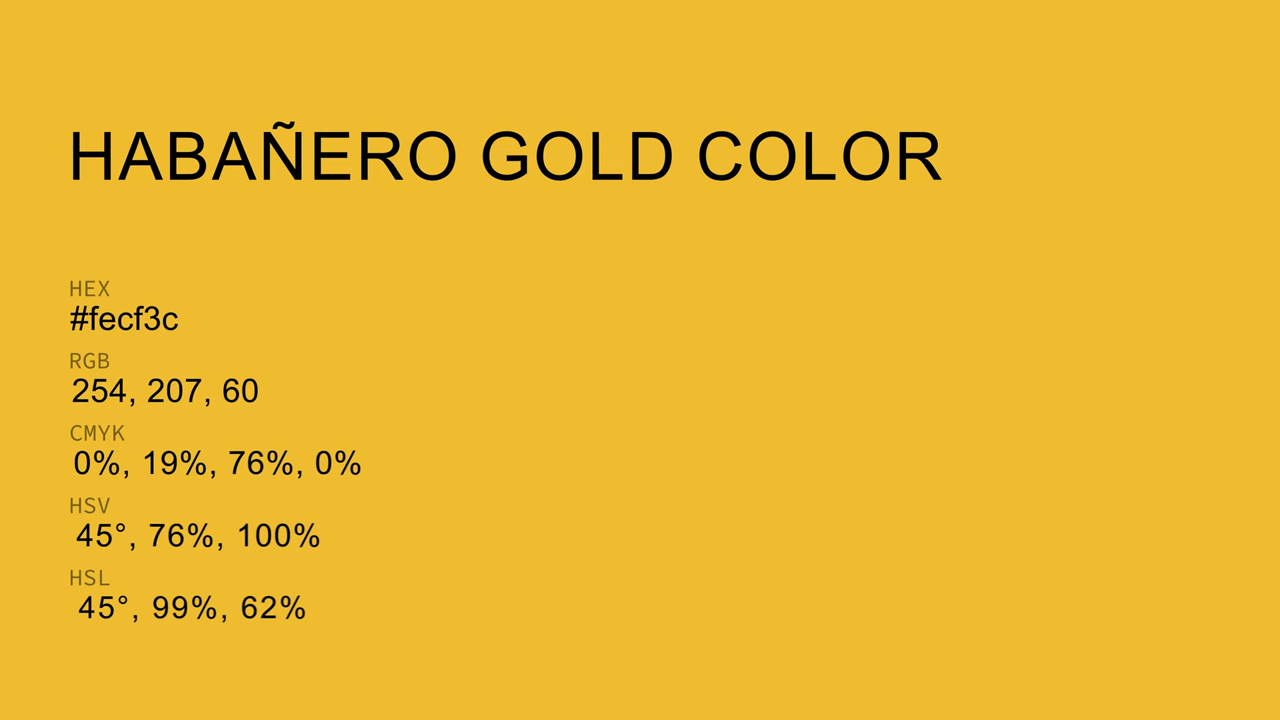 HABAÑERO GOLD COLOR
HEX
#fecf3c
RGB
254, 207, 60
CMYK
0%, 19%, 76%, 0%
HSV
45°, 76%, 100%
HSL
45°, 99%, 62%